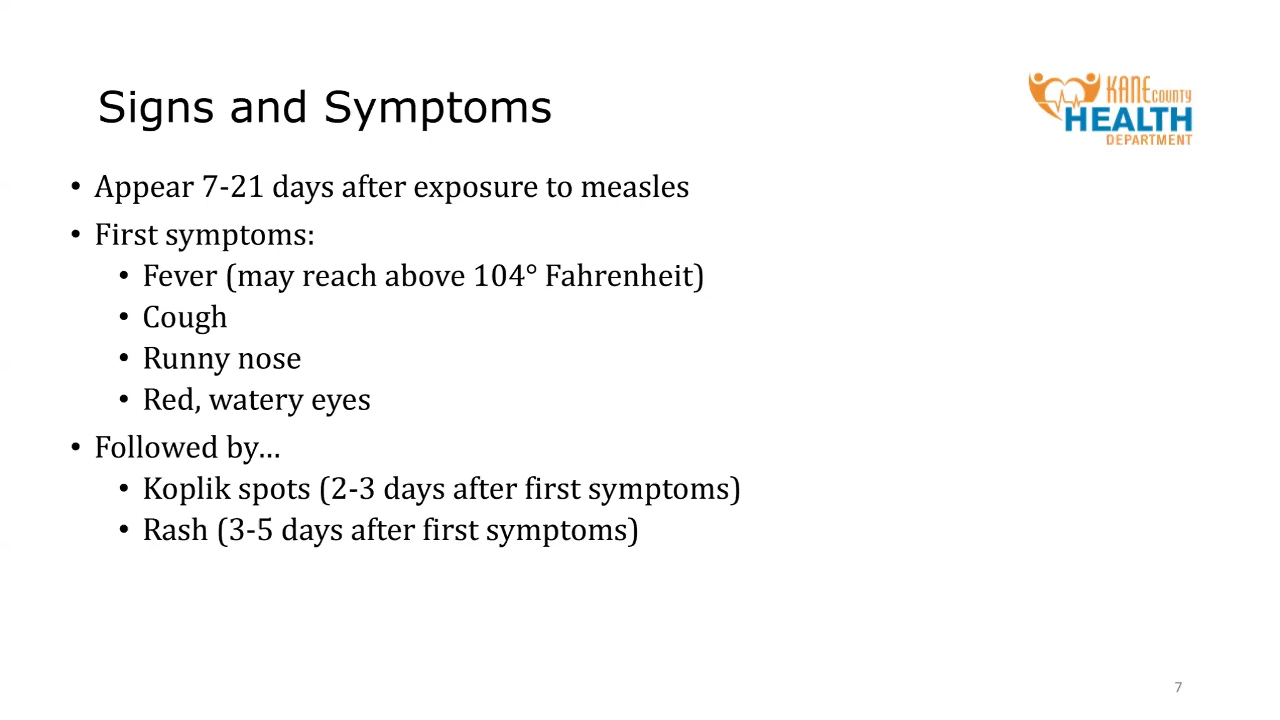 Signs and Symptoms
KANE COUNTY
HEALTH
DEPARTMENT
• Appear 7-21 days after exposure to measles
• First symptoms:
• Fever (may reach above 104° Fahrenheit)
• Cough
• Runny nose
• Red, watery eyes
• Followed by…
• Koplik spots (2-3 days after first symptoms)
• Rash (3-5 days after first symptoms)
7